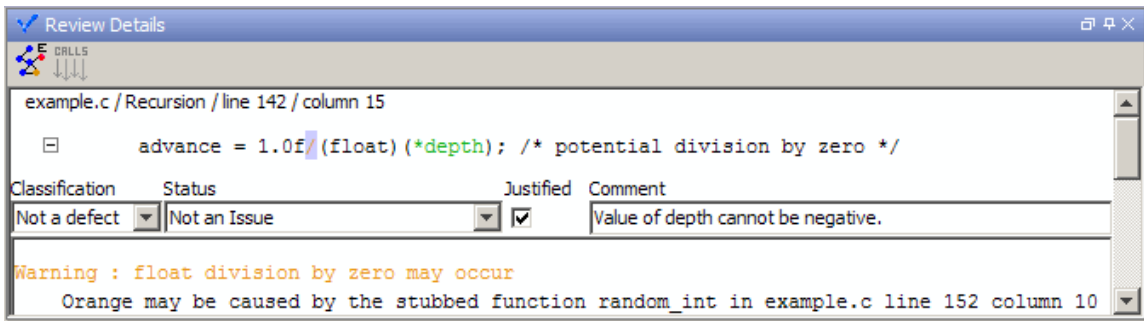 Review Details
E CALLS
example.c / Recursion / line 142 / column 15
advance = 1.0f/(float)(*depth); /* potential division by zero */
Classification Status Justified Comment
Not a defect Not an Issue Value of depth cannot be negative.
Warning : float division by zero may occur
Orange may be caused by the stubbed function random_int in example.c line 152 column 10